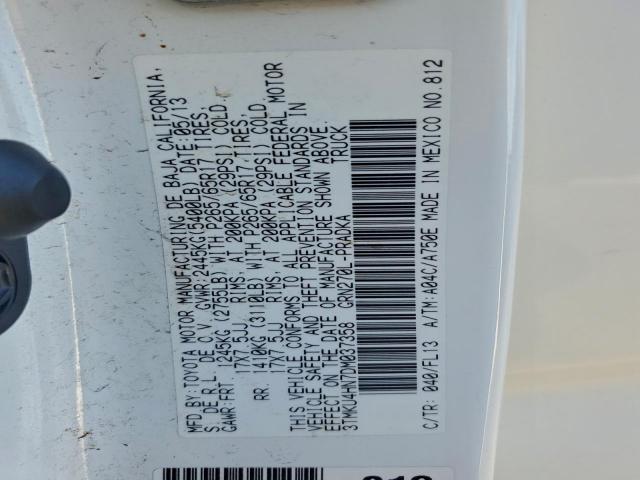 MFD.BY: TOYOTA MOTOR MANUFACTURING DE BAJA CALIFORNIA,
S. DE R.L. DE C.V. GVWR: 2445KG(5400LB) DATE: 05/13
GAWR: FRT 1245KG (2755LB) WITH P265/65R17 TIRES,
17X7.5JJ RIMS, AT 200KPA (29PSI) COLD.
RR. 1410KG (3110LB) WITH P265/65R17 TIRES,
17X7.5JJ RIMS, AT 200KPA (29PSI) COLD.
THIS VEHICLE CONFORMS TO ALL APPLICABLE FEDERAL MOTOR
VEHICLE SAFETY AND THEFT PREVENTION STANDARDS IN
EFFECT ON THE DATE OF MANUFACTURE SHOWN ABOVE.
3TMKU4HN7DM037358 GRN270L-PRADKA TRUCK
C/TR: 040/FL13 A/TM: A04C/A750E MADE IN MEXICO NO.812